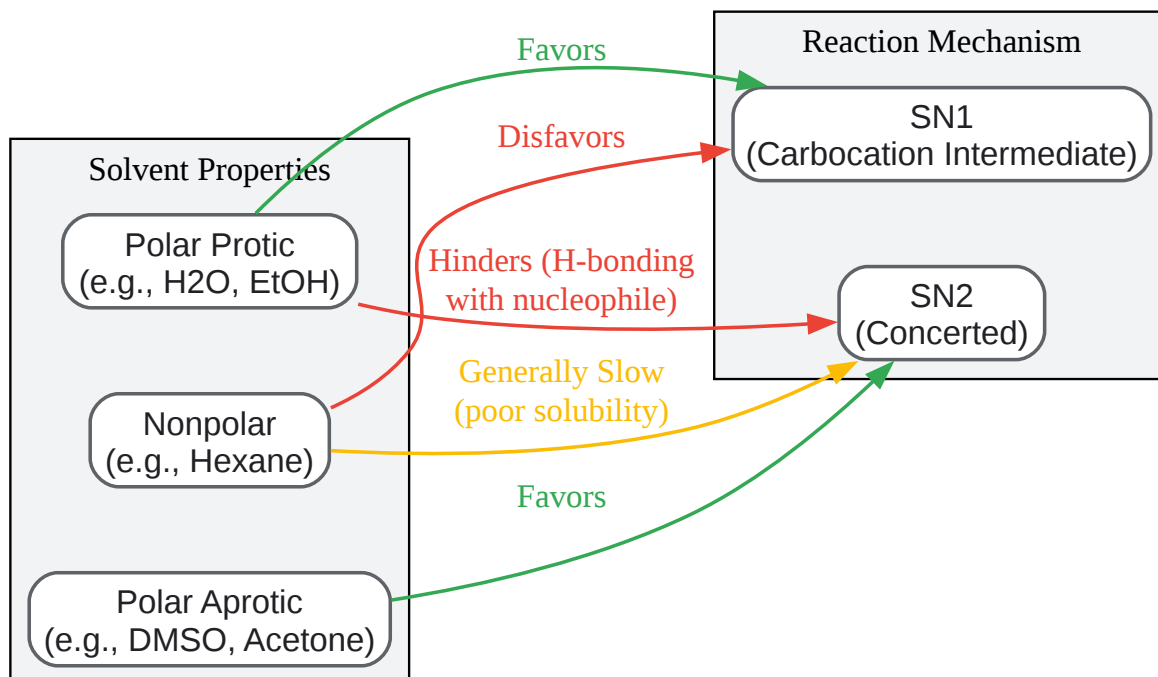 Favors
Reaction Mechanism
SN1
(Carbocation Intermediate)
Disfavors
Solvent Properties
Polar Protic
(e.g., H2O, EtOH)
Hinders (H-bonding
with nucleophile)
SN2
(Concerted)
Generally Slow
(poor solubility)
Nonpolar
(e.g., Hexane)
Favors
Polar Aprotic
(e.g., DMSO, Acetone)